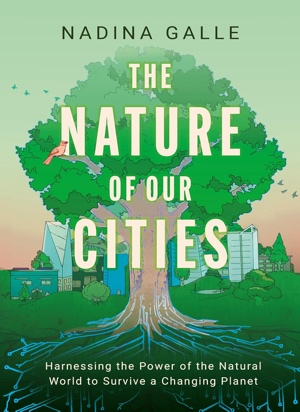 NADINA GALLE
THE
NATURE
OF OUR
CITIES
Harnessing the Power of the Natural
World to Survive a Changing Planet